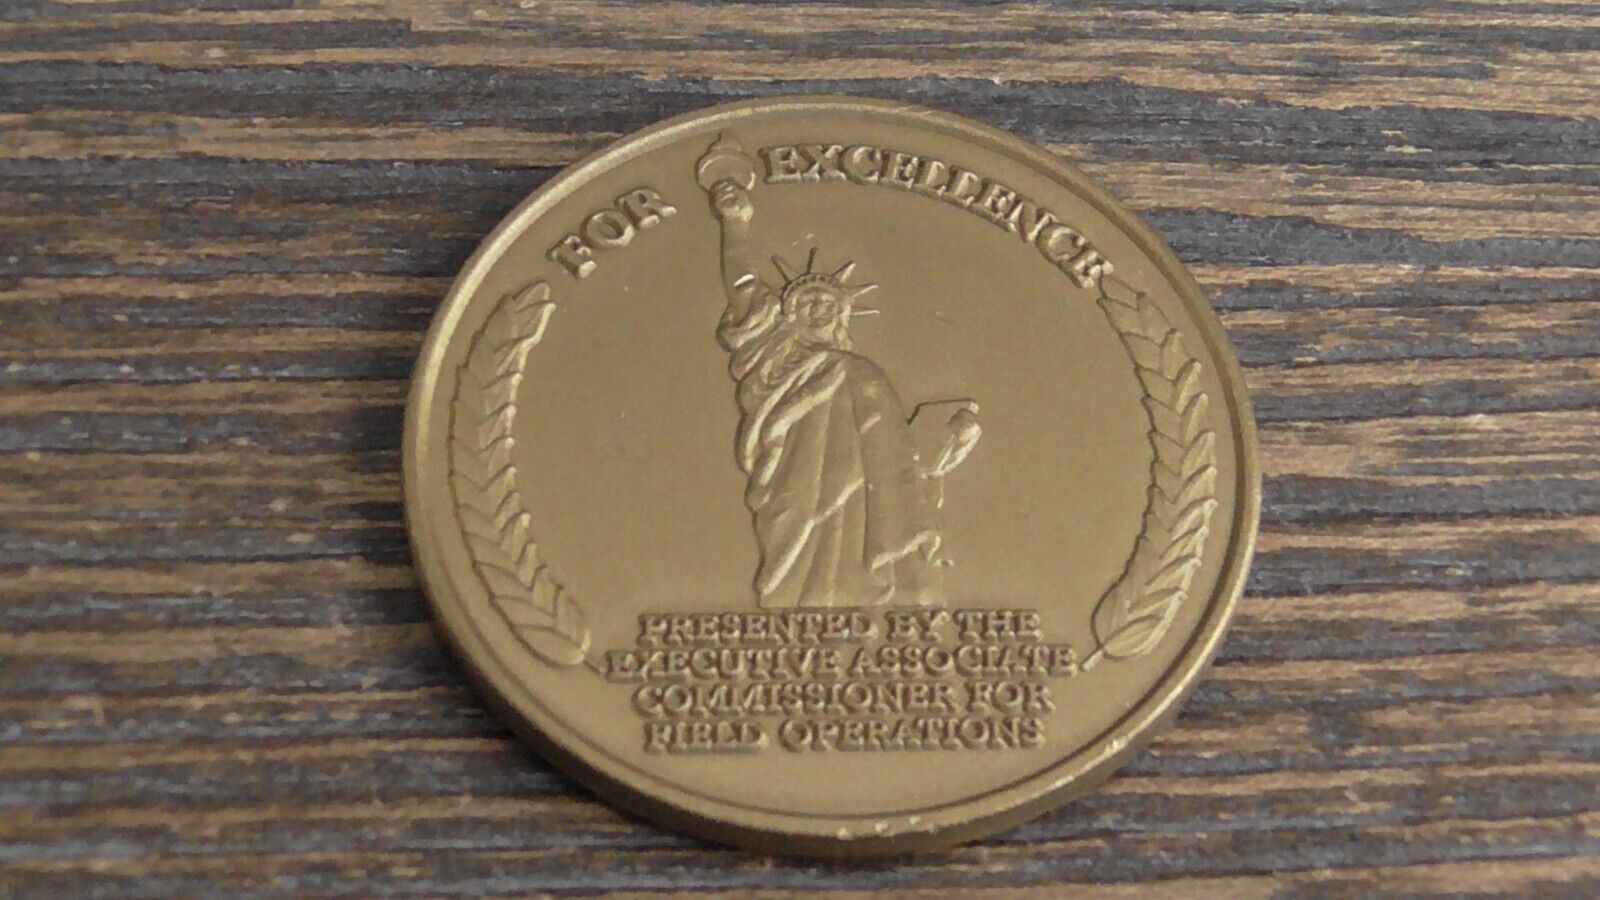 FOR EXCELLENCE
PRESENTED BY THE
EXECUTIVE ASSOCIATE
COMMISSIONER FOR
FIELD OPERATIONS